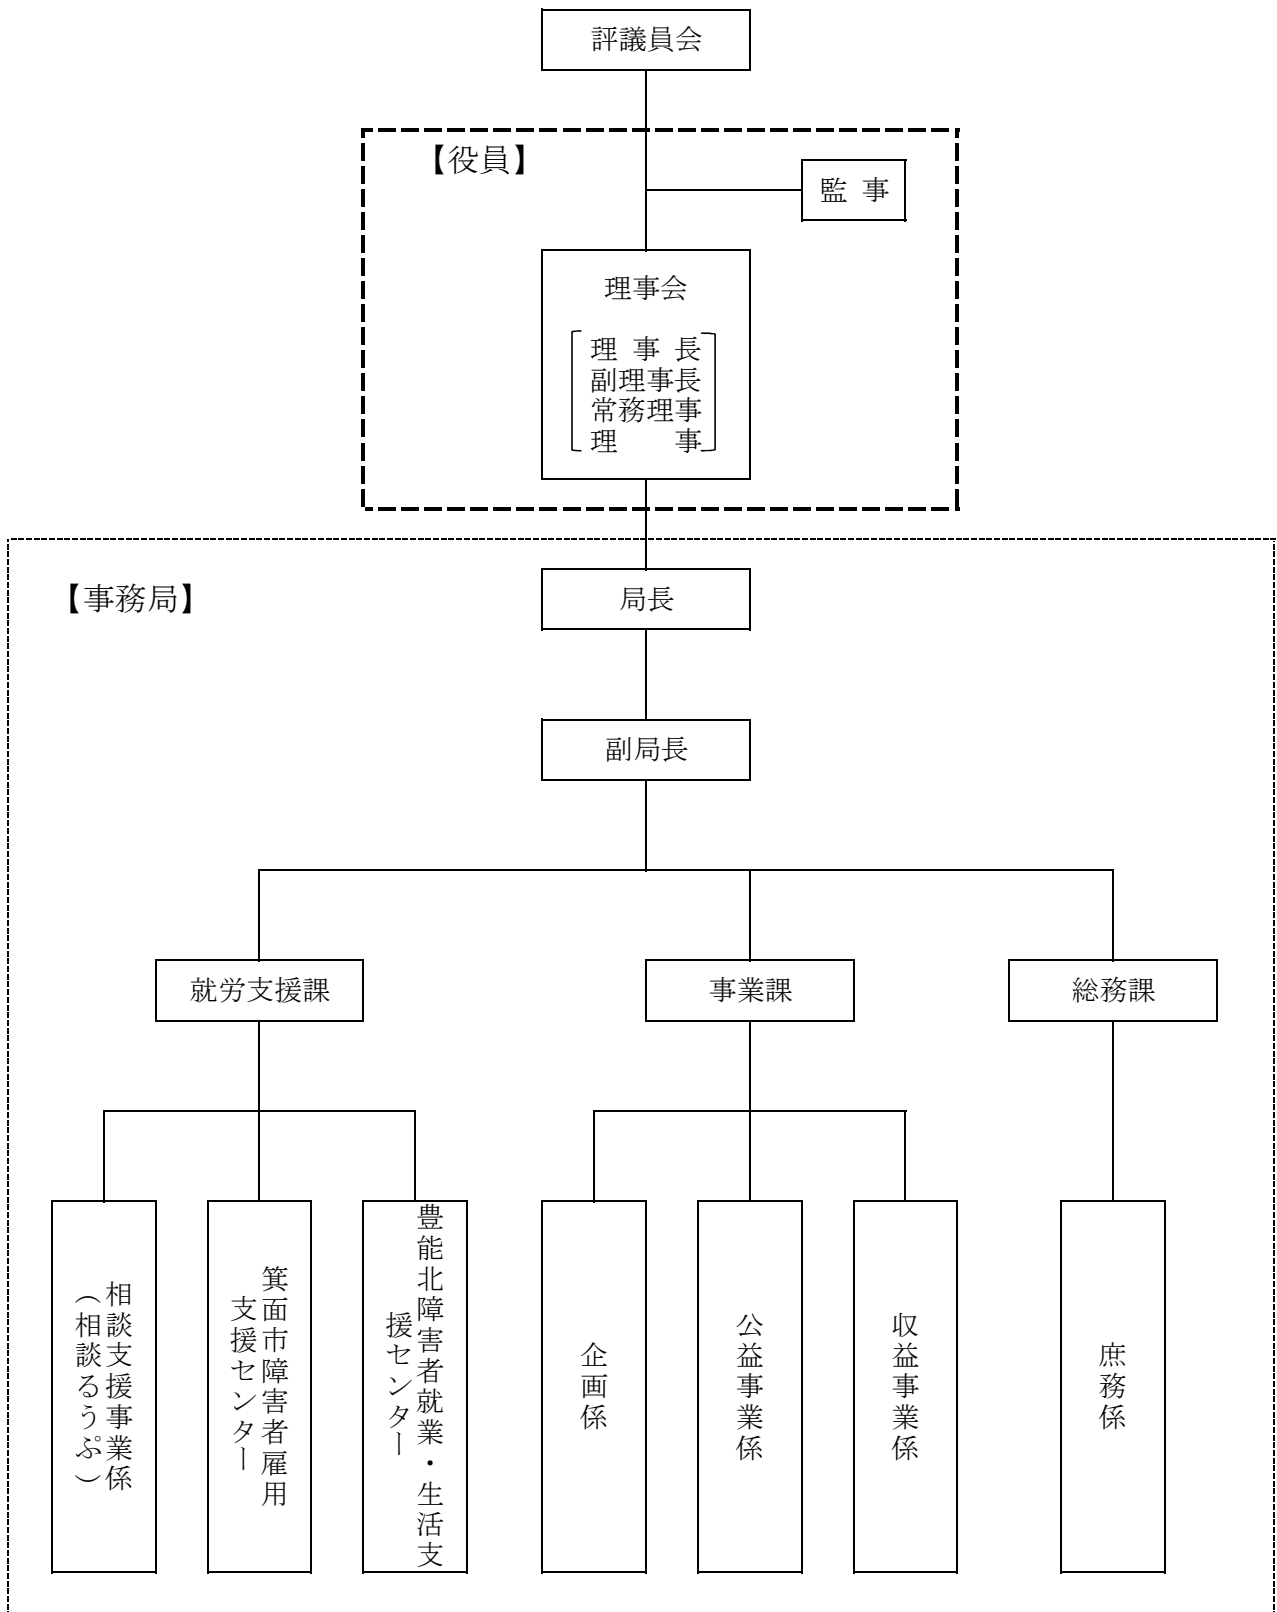 評議員会
【役員】
監 事
理事会
理 事 長
副理事長
常務理事
理 事
【事務局】
局長
副局長
就労支援課
事業課
総務課
相談支援事業係
（相談るうぷ）
箕面市障害者雇用
支援センター
豊能北障害者就業・生活支
援センター
企画係
公益事業係
収益事業係
庶務係